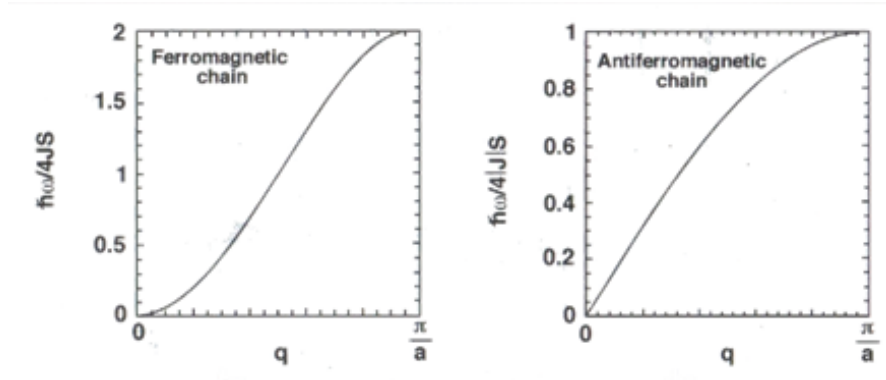 Ferromagnetic
chain
ħω/4JS
2
1.5
1
0.5
0
0
q
π
a
Antiferromagnetic
chain
ħω/4|J|S
1
0.8
0.6
0.4
0.2
0
0
q
π
a